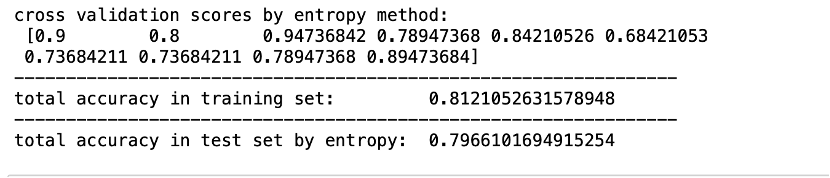 cross validation scores by entropy method:
[0.9 0.8 0.94736842 0.78947368 0.84210526 0.68421053
0.73684211 0.73684211 0.78947368 0.89473684]
----------------------------------------------------------------
total accuracy in training set: 0.8121052631578948
----------------------------------------------------------------
total accuracy in test set by entropy: 0.7966101694915254